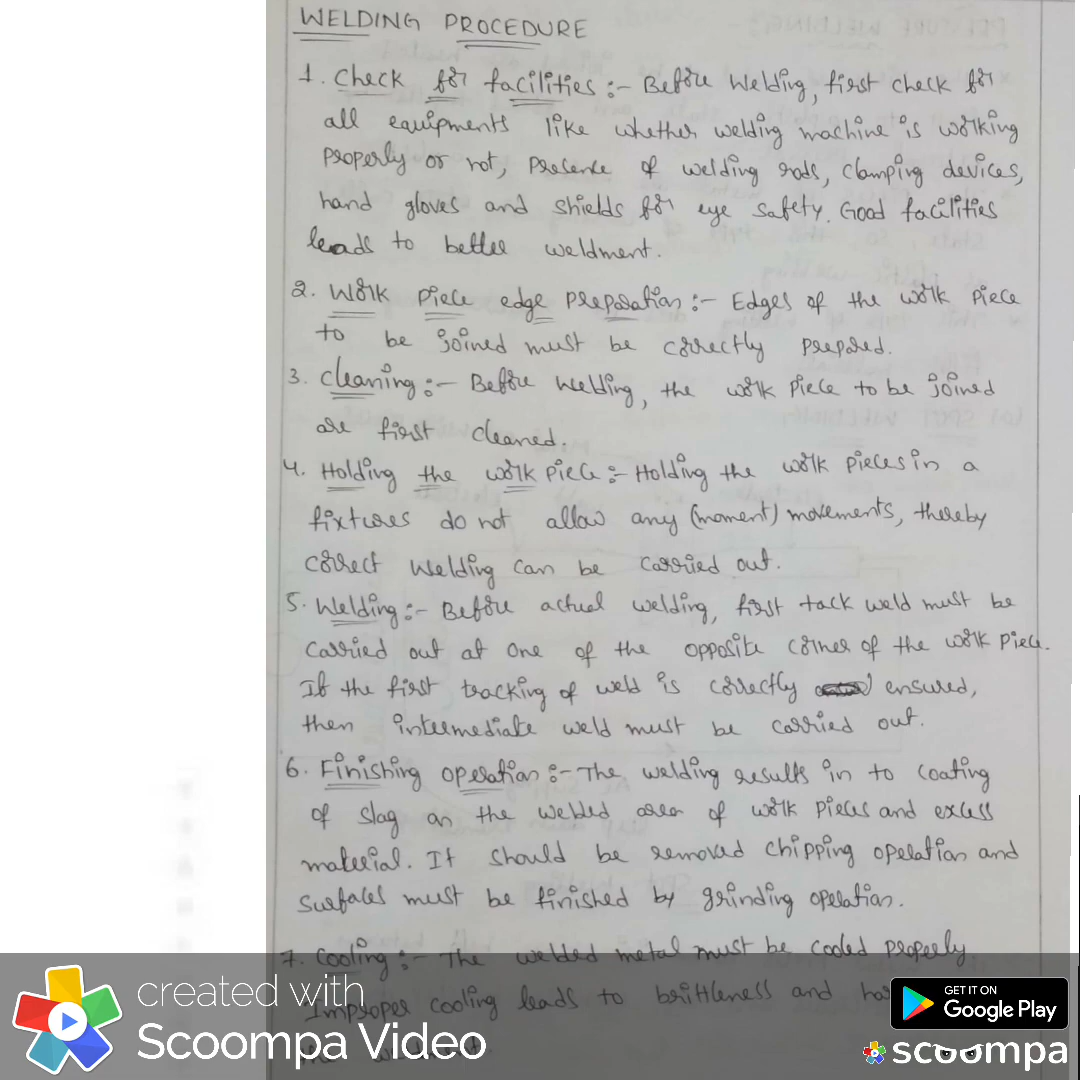 WELDING PROCEDURE
1. Check for facilities :- Before Welding, first check for
all equipments like whether welding machine is working
properly or not, presence of welding rods, clamping devices,
hand gloves and shields for eye safety. Good facilities
leads to better weldment.
2. Work piece edge preparation :- Edges of the work piece
to be joined must be correctly prepared.
3. Cleaning :- Before welding, the work piece to be joined
are first cleaned.
4. Holding the work piece :- Holding the work pieces in a
fixtures do not allow any (moment) movements, thereby
correct welding can be carried out.
5. Welding :- Before actual welding, first tack weld must be
carried out at one of the opposite corner of the work piece.
If the first tracking of weld is correctly ensured,
then intermediate weld must be carried out.
6. Finishing operation :- The welding results in to coating
of slag on the welded area of work pieces and excess
material. It should be removed chipping operation and
surfaces must be finished by grinding operation.
7. Cooling :- The welded metal must be cooled properly
Improper cooling leads to brittleness and
created with
Scoompa Video
GET IT ON
Google Play
scoompa